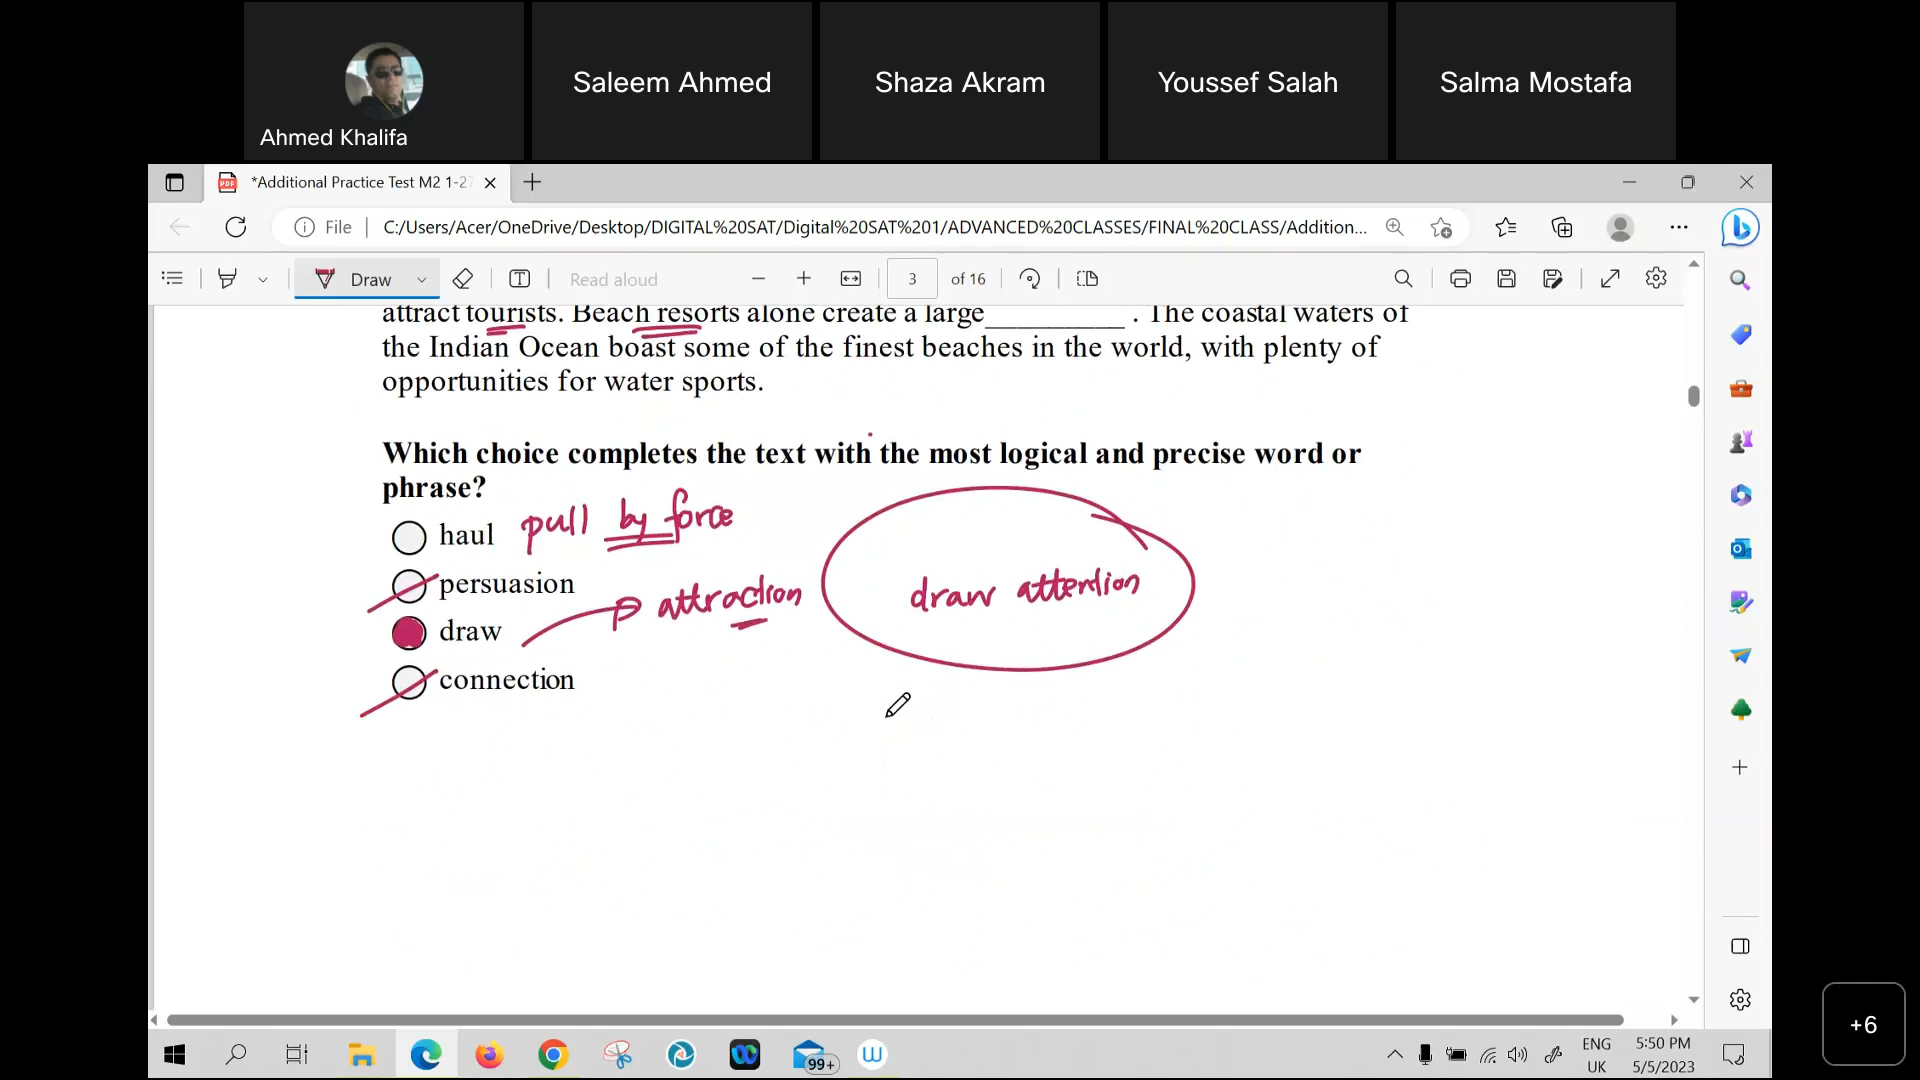 Saleem Ahmed
Shaza Akram
Youssef Salah
Salma Mostafa
Ahmed Khalifa
*Additional Practice Test M2 1-27
File
C:/Users/Acer/OneDrive/Desktop/DIGITAL%20SAT/Digital%20SAT%201/ADVANCED%20CLASSES/FINAL%20CLASS/Addition...
Draw
Read aloud
3
of 16
attract tourists. Beach resorts alone create a large__________ . The coastal waters of
the Indian Ocean boast some of the finest beaches in the world, with plenty of
opportunities for water sports.
Which choice completes the text with the most logical and precise word or
phrase?
haul
pull by force
persuasion
attraction
draw attention
draw
connection
+6
99+
ENG
UK
5:50 PM
5/5/2023